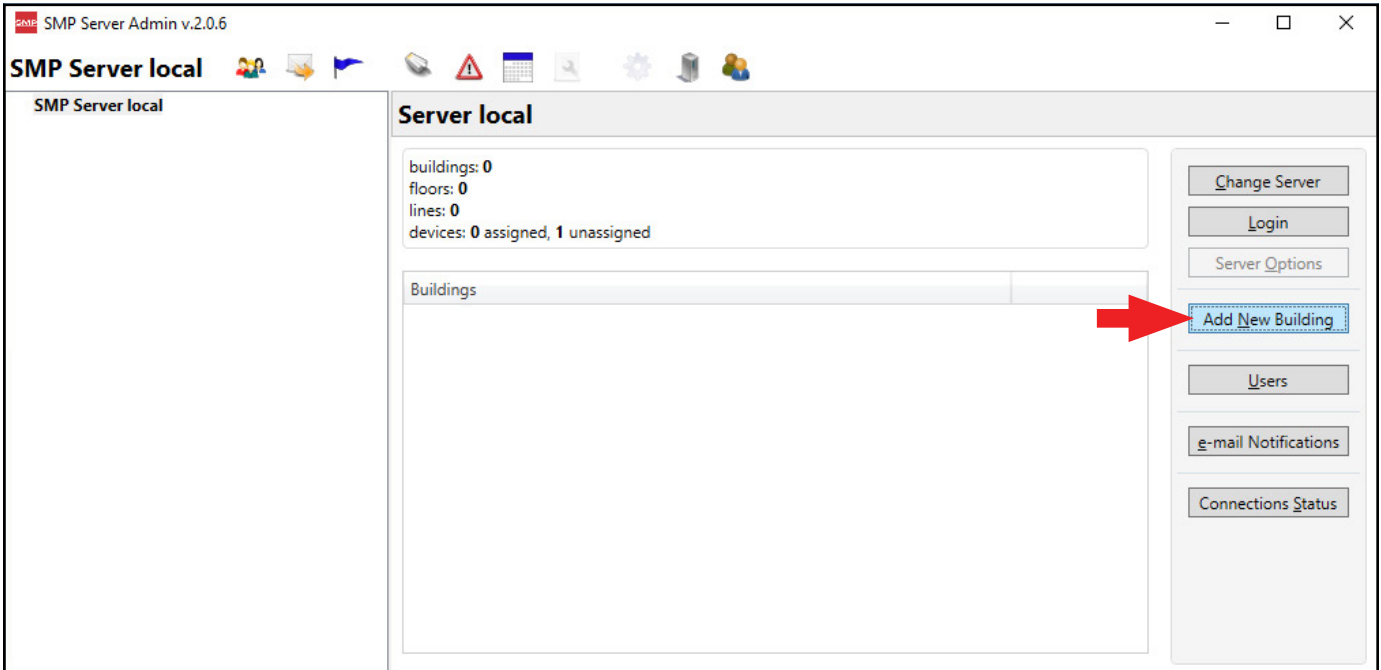 SMP SMP Server Admin v.2.0.6
SMP Server local
SMP Server local
Server local
buildings: 0
floors: 0
lines: 0
devices: 0 assigned, 1 unassigned
Buildings
Change Server
Login
Server Options
Add New Building
Users
e-mail Notifications
Connections Status